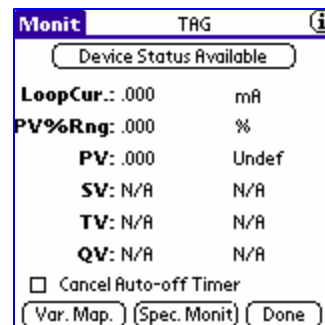 Monit TAG i
Device Status Available
LoopCur.: .000 mA
PV%Rng: .000 %
PV: .000 Undef
SV: N/A N/A
TV: N/A N/A
QV: N/A N/A
Cancel Auto-off Timer
Var. Map. Spec. Monit Done